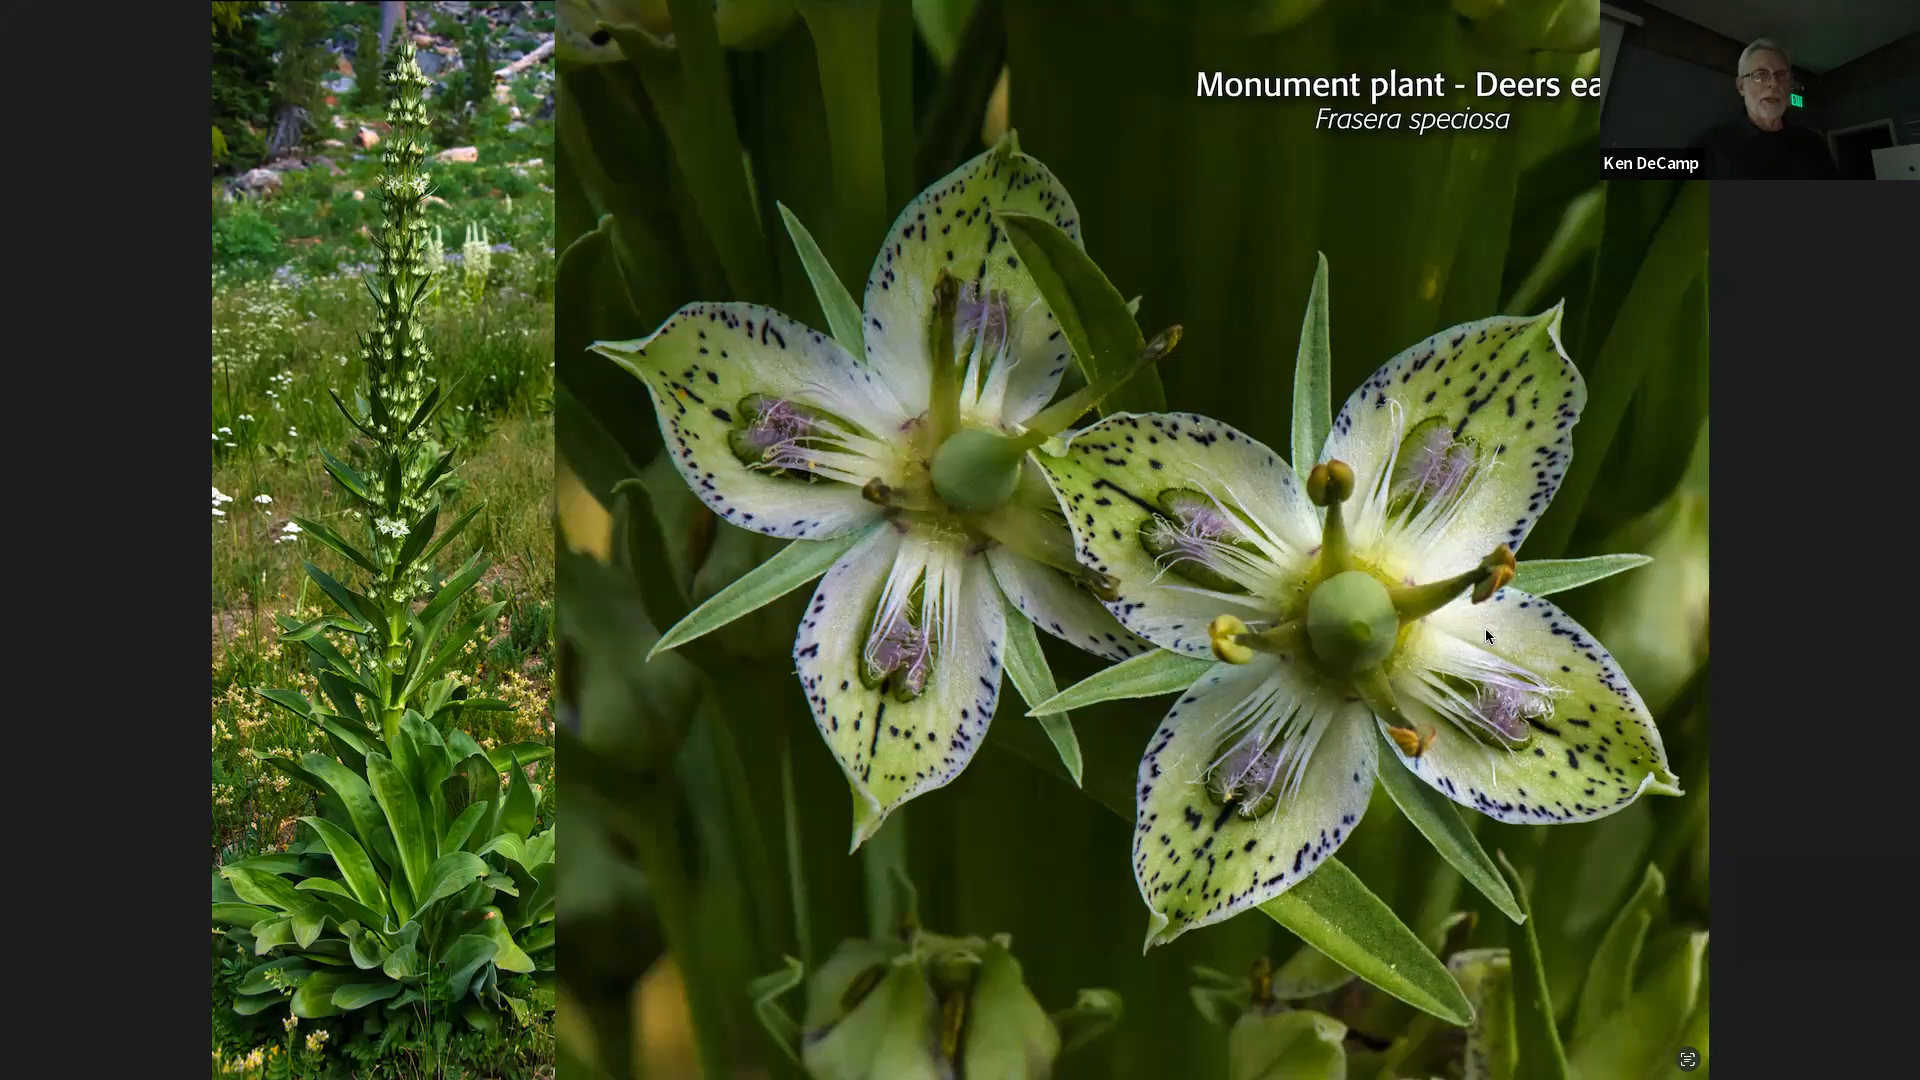 Monument plant - Deers ea
Frasera speciosa
Ken DeCamp